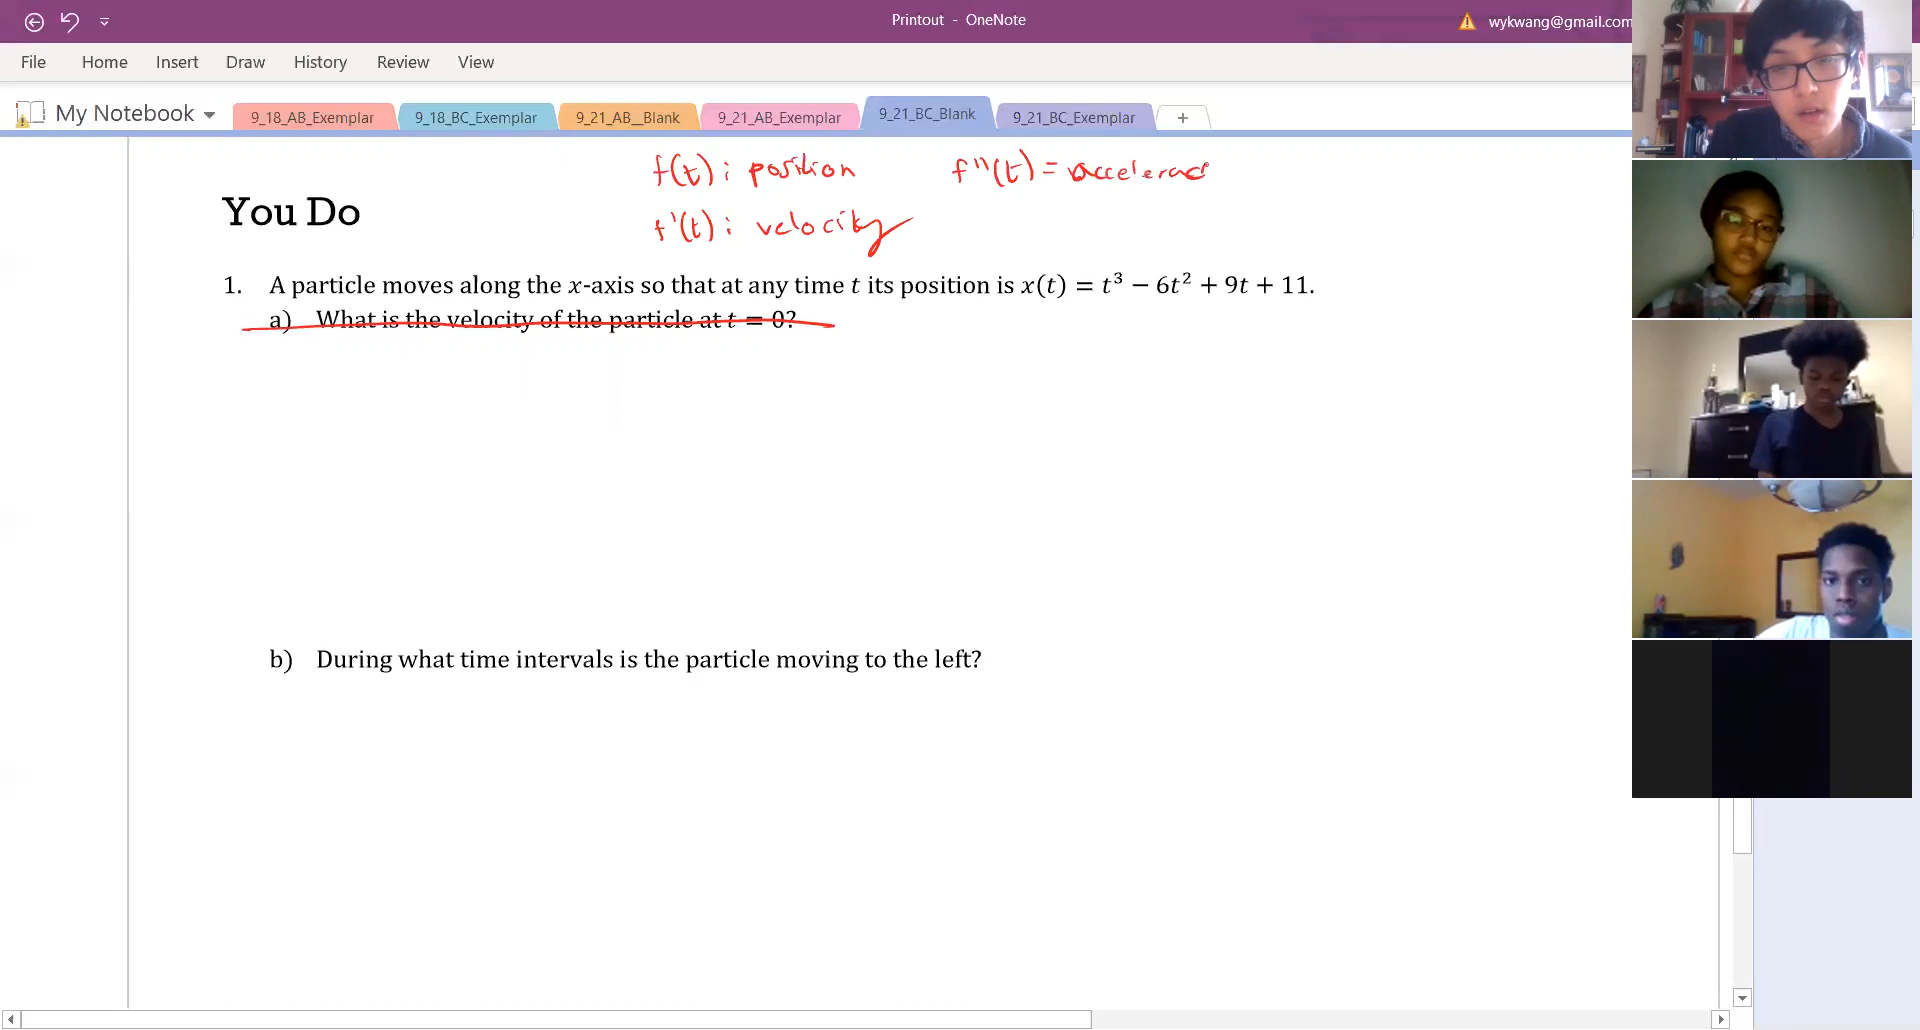 Printout - OneNote
wykwang@gmail.com
File Home Insert Draw History Review View
My Notebook 9_18_AB_Exemplar 9_18_BC_Exemplar 9_21_AB__Blank 9_21_AB_Exemplar 9_21_BC_Blank 9_21_BC_Exemplar +
f(t): position f''(t) = accelerac
You Do
f'(t): velocity
1. A particle moves along the x-axis so that at any time t its position is x(t) = t³ − 6t² + 9t + 11.
a) What is the velocity of the particle at t = 0?
b) During what time intervals is the particle moving to the left?